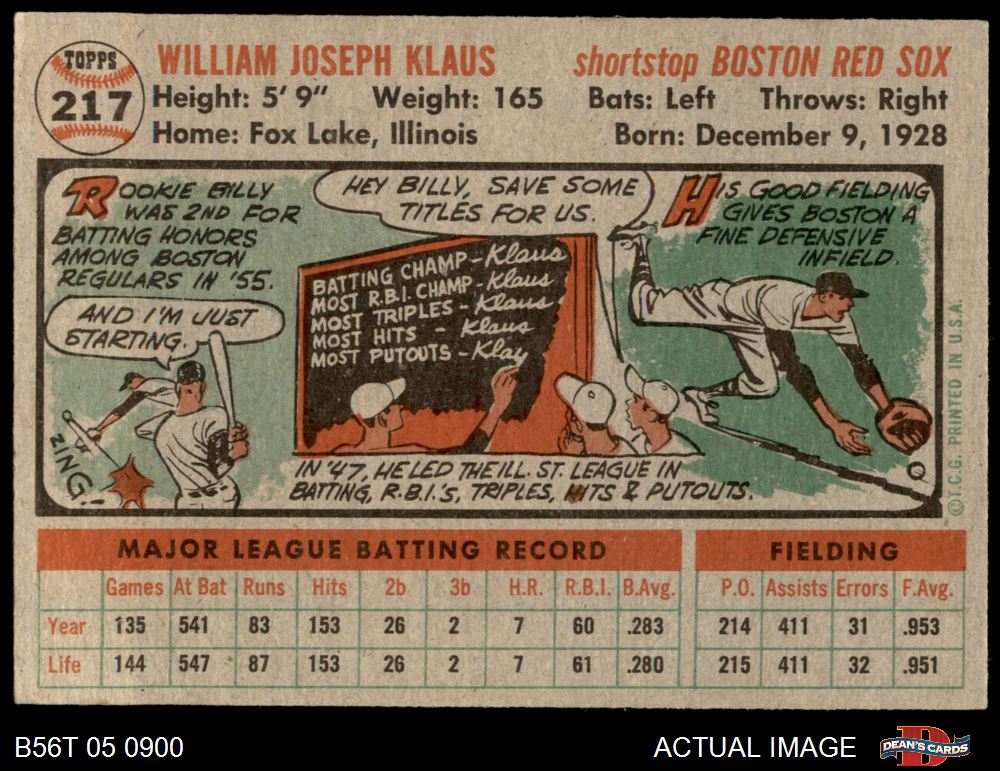 TOPPS
217
WILLIAM JOSEPH KLAUS
shortstop BOSTON RED SOX
Height: 5' 9" Weight: 165 Bats: Left Throws: Right
Home: Fox Lake, Illinois Born: December 9, 1928
ROOKIE BILLY
WAS 2ND FOR
BATTING HONORS
AMONG BOSTON
REGULARS IN '55.
AND I'M JUST
STARTING.
ZING--
HEY BILLY, SAVE SOME
TITLES FOR US.
BATTING CHAMP - Klaus
MOST R.B.I. CHAMP - Klaus
MOST TRIPLES - Klaus
MOST HITS - Klaus
MOST PUTOUTS - Klau
IN '47, HE LED THE ILL. ST. LEAGUE IN
BATTING, R.B.I.'S, TRIPLES, HITS & PUTOUTS.
HIS GOOD FIELDING
GIVES BOSTON A
FINE DEFENSIVE
INFIELD.
©T.C.G. PRINTED IN U.S.A.
MAJOR LEAGUE BATTING RECORD FIELDING
Games At Bat Runs Hits 2b 3b H.R. R.B.I. B.Avg. P.O. Assists Errors F.Avg.
Year 135 541 83 153 26 2 7 60 .283 214 411 31 .953
Life 144 547 87 153 26 2 7 61 .280 215 411 32 .951
B56T 05 0900 ACTUAL IMAGE DEAN'S CARDS